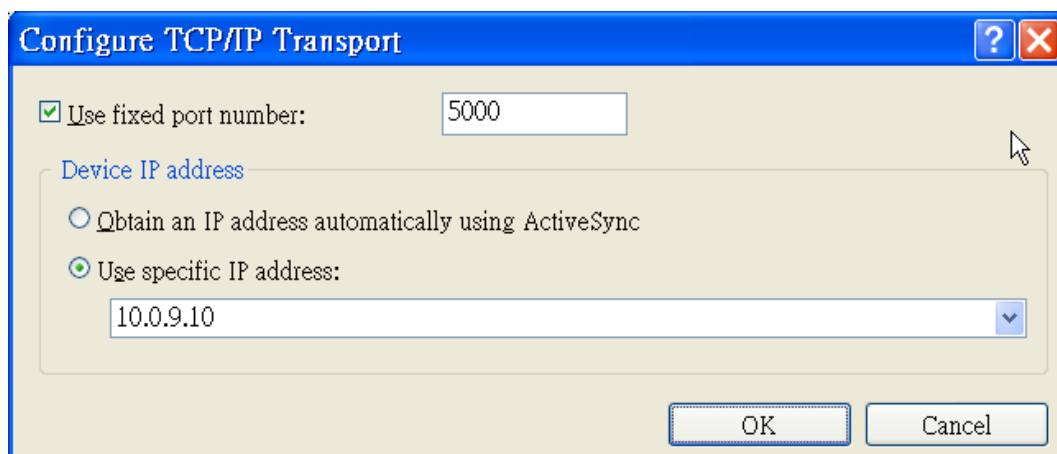 Configure TCP/IP Transport
Use fixed port number: 5000
Device IP address
Obtain an IP address automatically using ActiveSync
Use specific IP address:
10.0.9.10
OK Cancel